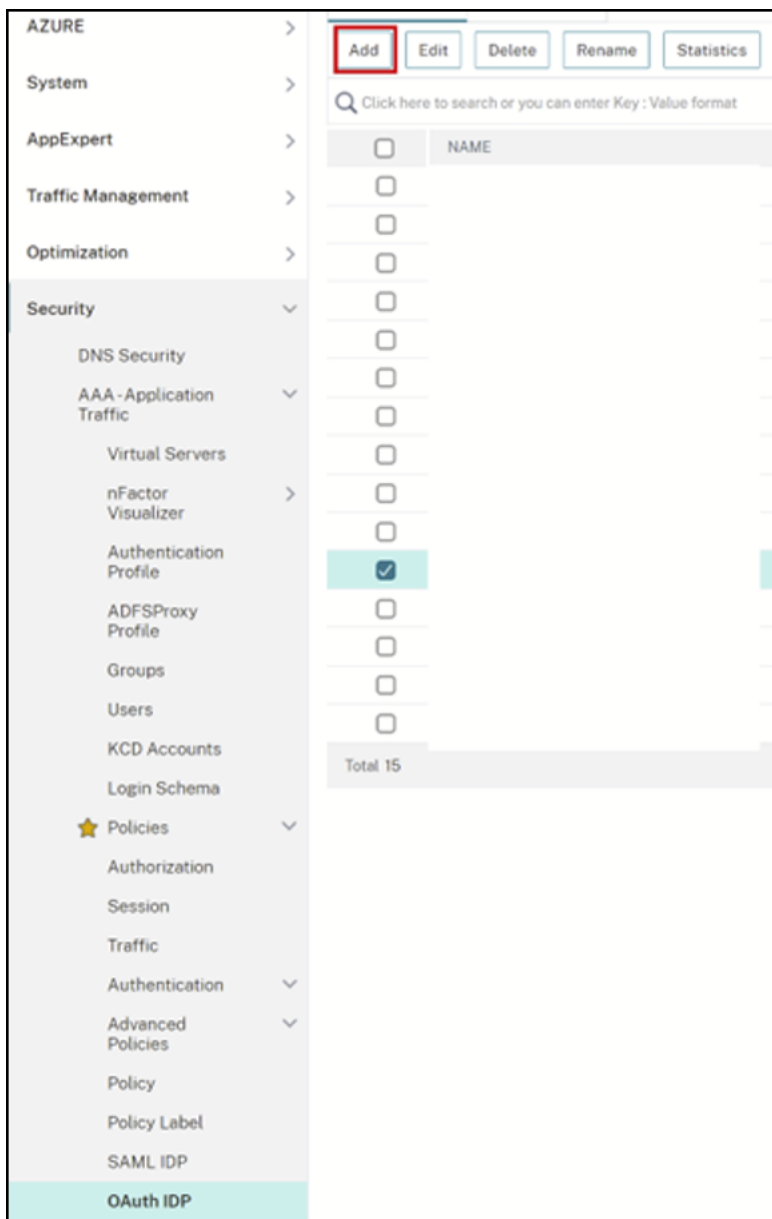 AZURE
System
AppExpert
Traffic Management
Optimization
Security
DNS Security
AAA - Application
Traffic
Virtual Servers
nFactor
Visualizer
Authentication
Profile
ADFSProxy
Profile
Groups
Users
KCD Accounts
Login Schema
Policies
Authorization
Session
Traffic
Authentication
Advanced
Policies
Policy
Policy Label
SAML IDP
OAuth IDP
Add Edit Delete Rename Statistics
Click here to search or you can enter Key : Value format
NAME
Total 15